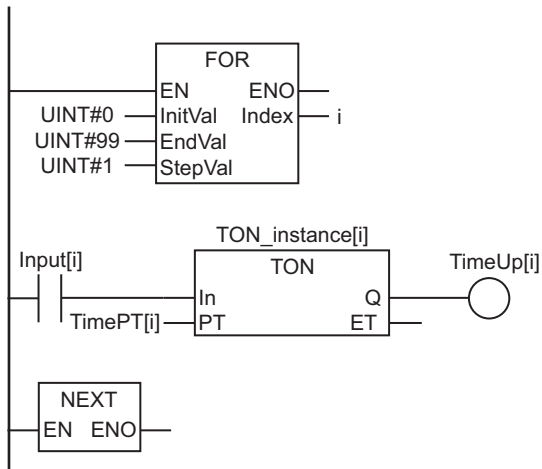 FOR
EN ENO
UINT#0 InitVal Index i
UINT#99 EndVal
UINT#1 StepVal
TON_instance[i]
Input[i] TON TimeUp[i]
In Q
TimePT[i] PT ET
NEXT
EN ENO